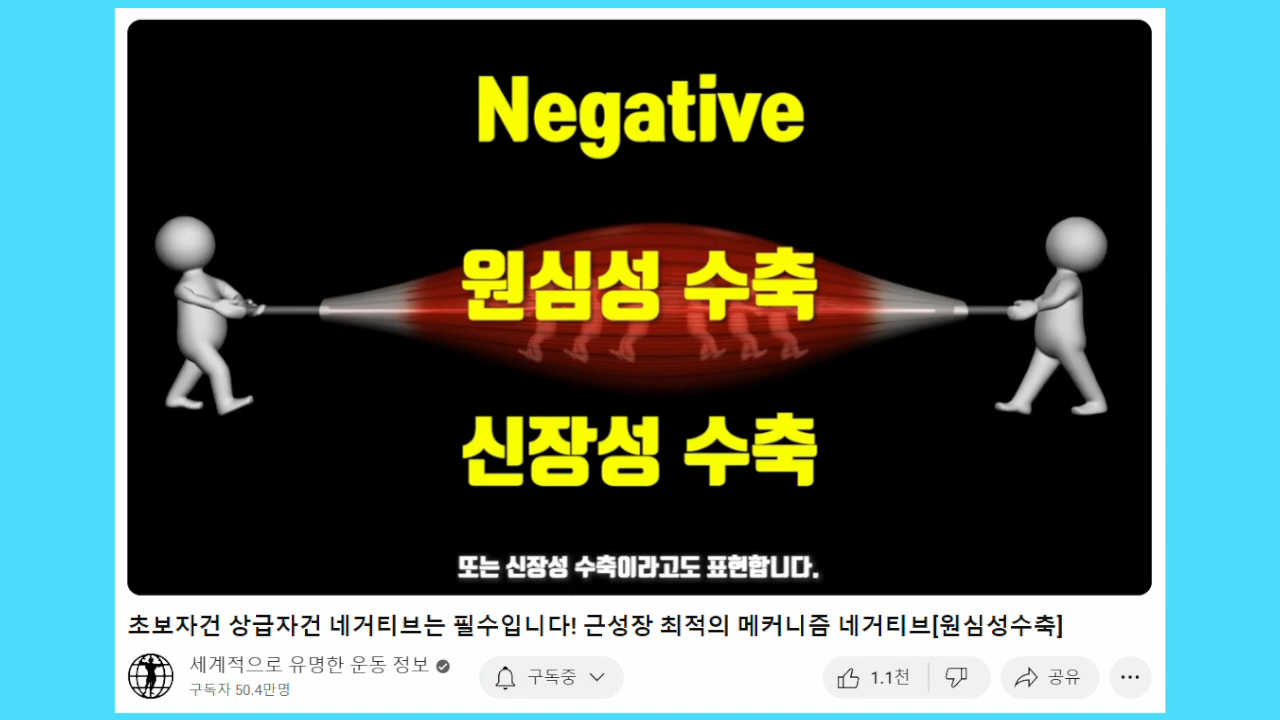 Negative
원심성 수축
신장성 수축
또는 신장성 수축이라고도 표현합니다.
초보자건 상급자건 네거티브는 필수입니다! 근성장 최적의 메커니즘 네거티브[원심성수축]
세계적으로 유명한 운동 정보
구독자 50.4만명
구독중
1.1천
공유